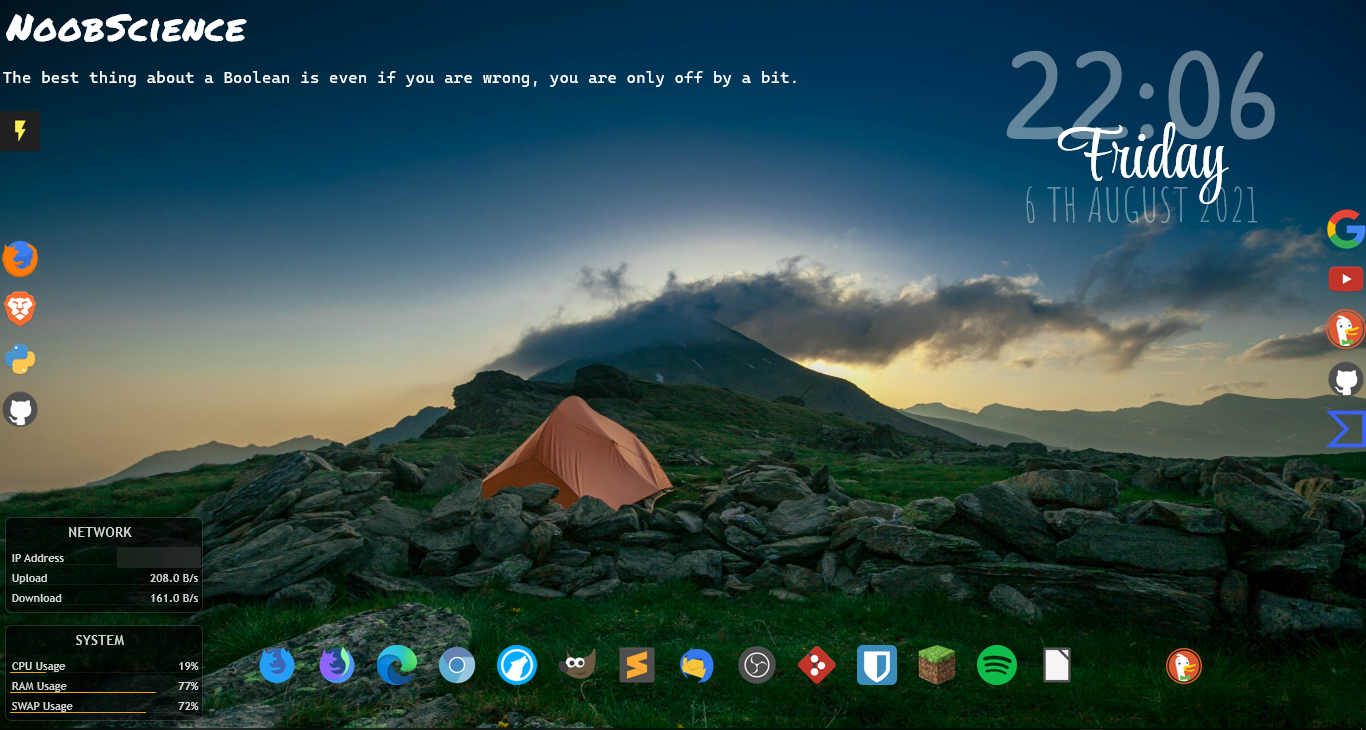 NoobScience
The best thing about a Boolean is even if you are wrong, you are only off by a bit.
22:06
Friday
6 TH AUGUST 2021
NETWORK
IP Address
Upload 208.0 B/s
Download 161.0 B/s
SYSTEM
CPU Usage 19%
RAM Usage 77%
SWAP Usage 72%